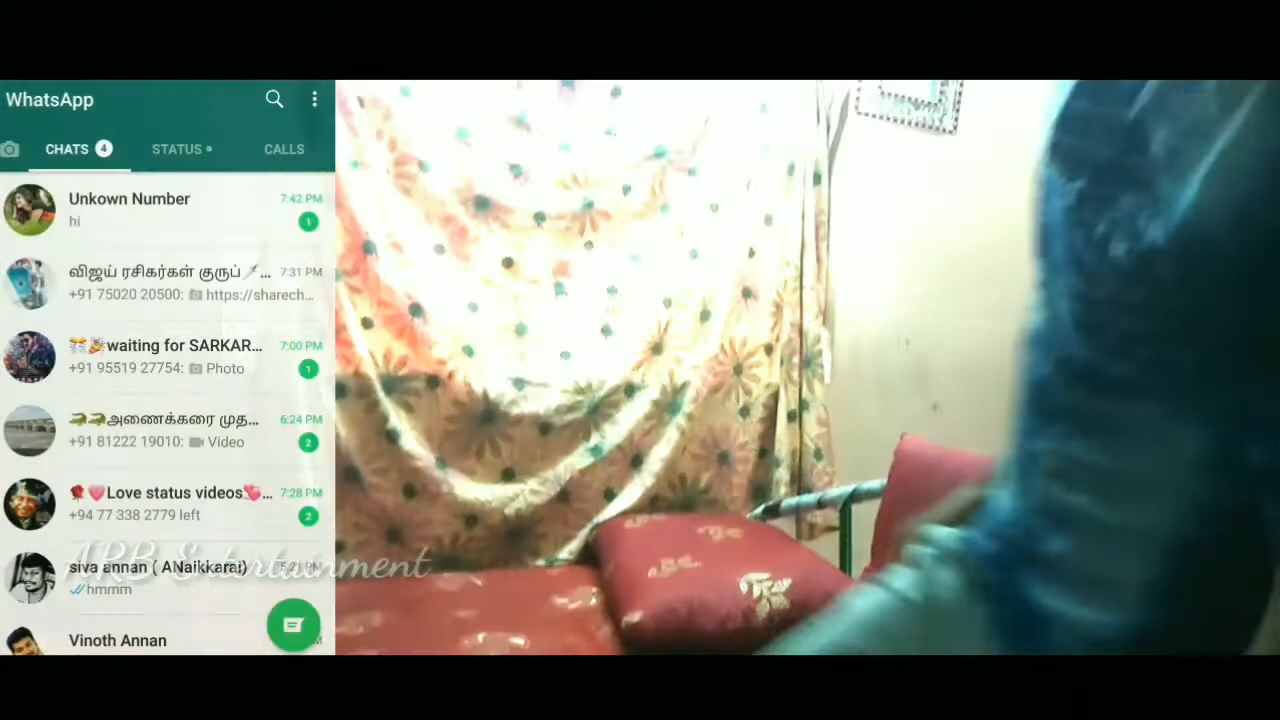 WhatsApp
CHATS 4 STATUS CALLS
Unkown Number 7:42 PM
hi 1
விஜய் ரசிகர்கள் குருப் ... 7:31 PM
+91 75020 20500: https://sharech...
🎊🎉waiting for SARKAR... 7:00 PM
+91 95519 27754: Photo 1
🐊🐊அணைக்கரை முத... 6:24 PM
+91 81222 19010: Video 2
🌹💗Love status videos💞... 7:28 PM
+94 77 338 2779 left 2
siva annan ( ANaikkarai)
ARB Entertainment
hmmm
Vinoth Annan